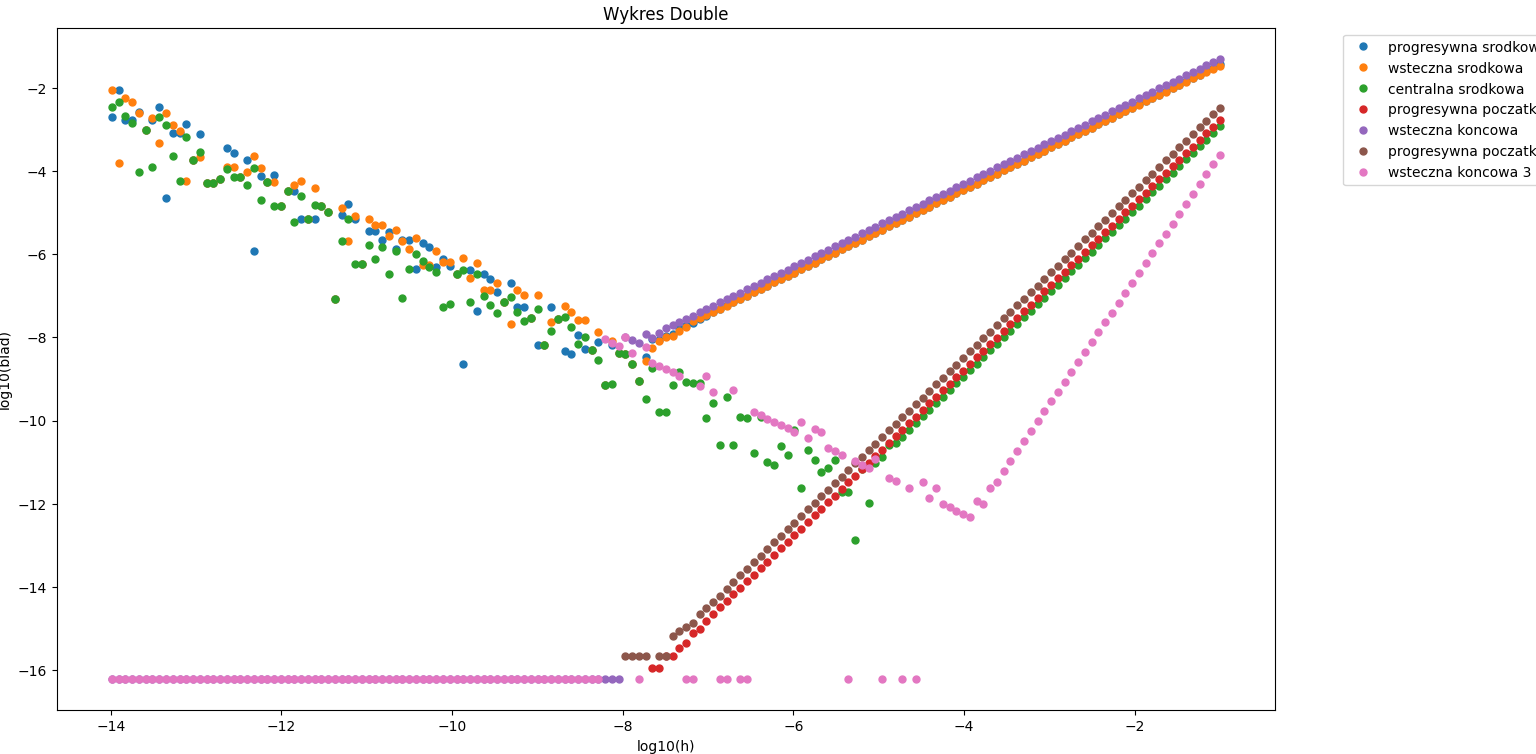 Wykres Double
progresywna srodkow
wsteczna srodkowa
centralna srodkowa
progresywna poczatk
wsteczna koncowa
progresywna poczatk
wsteczna koncowa 3
log10(blad)
−2
−4
−6
−8
−10
−12
−14
−16
−14 −12 −10 −8 −6 −4 −2
log10(h)